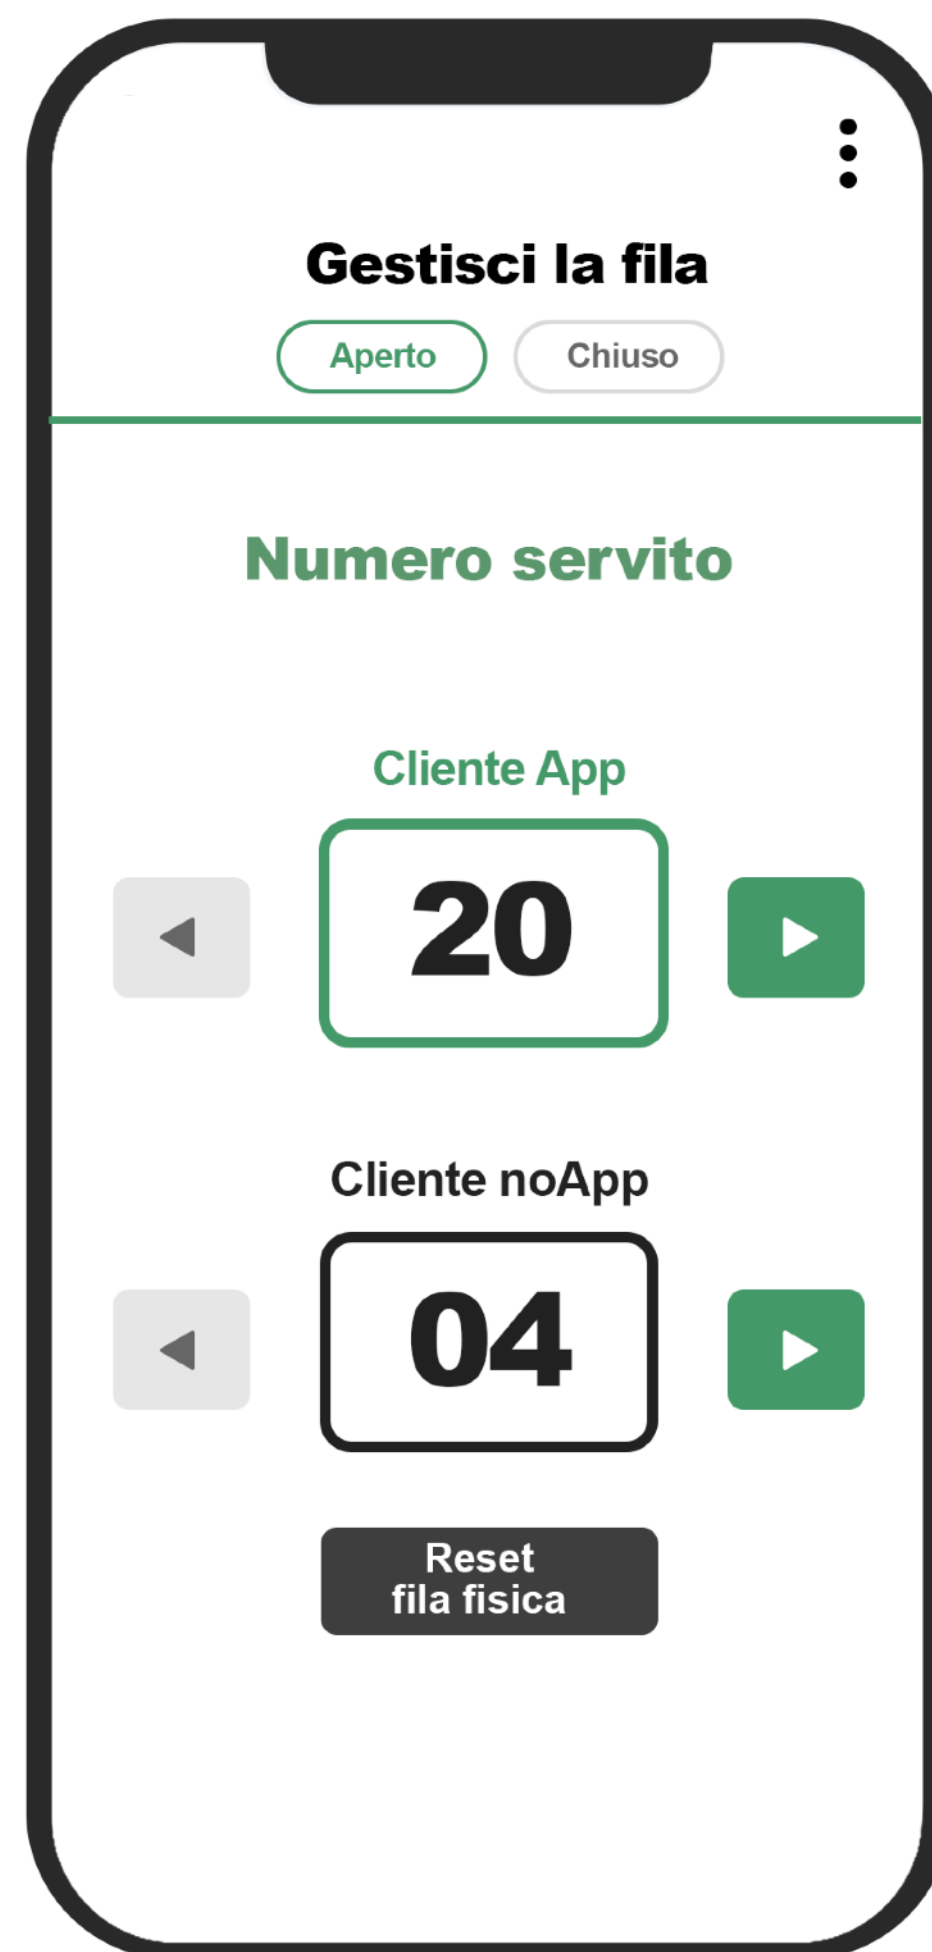 Gestisci la fila
Aperto
Chiuso
Numero servito
Cliente App
20
Cliente noApp
04
Reset
fila fisica